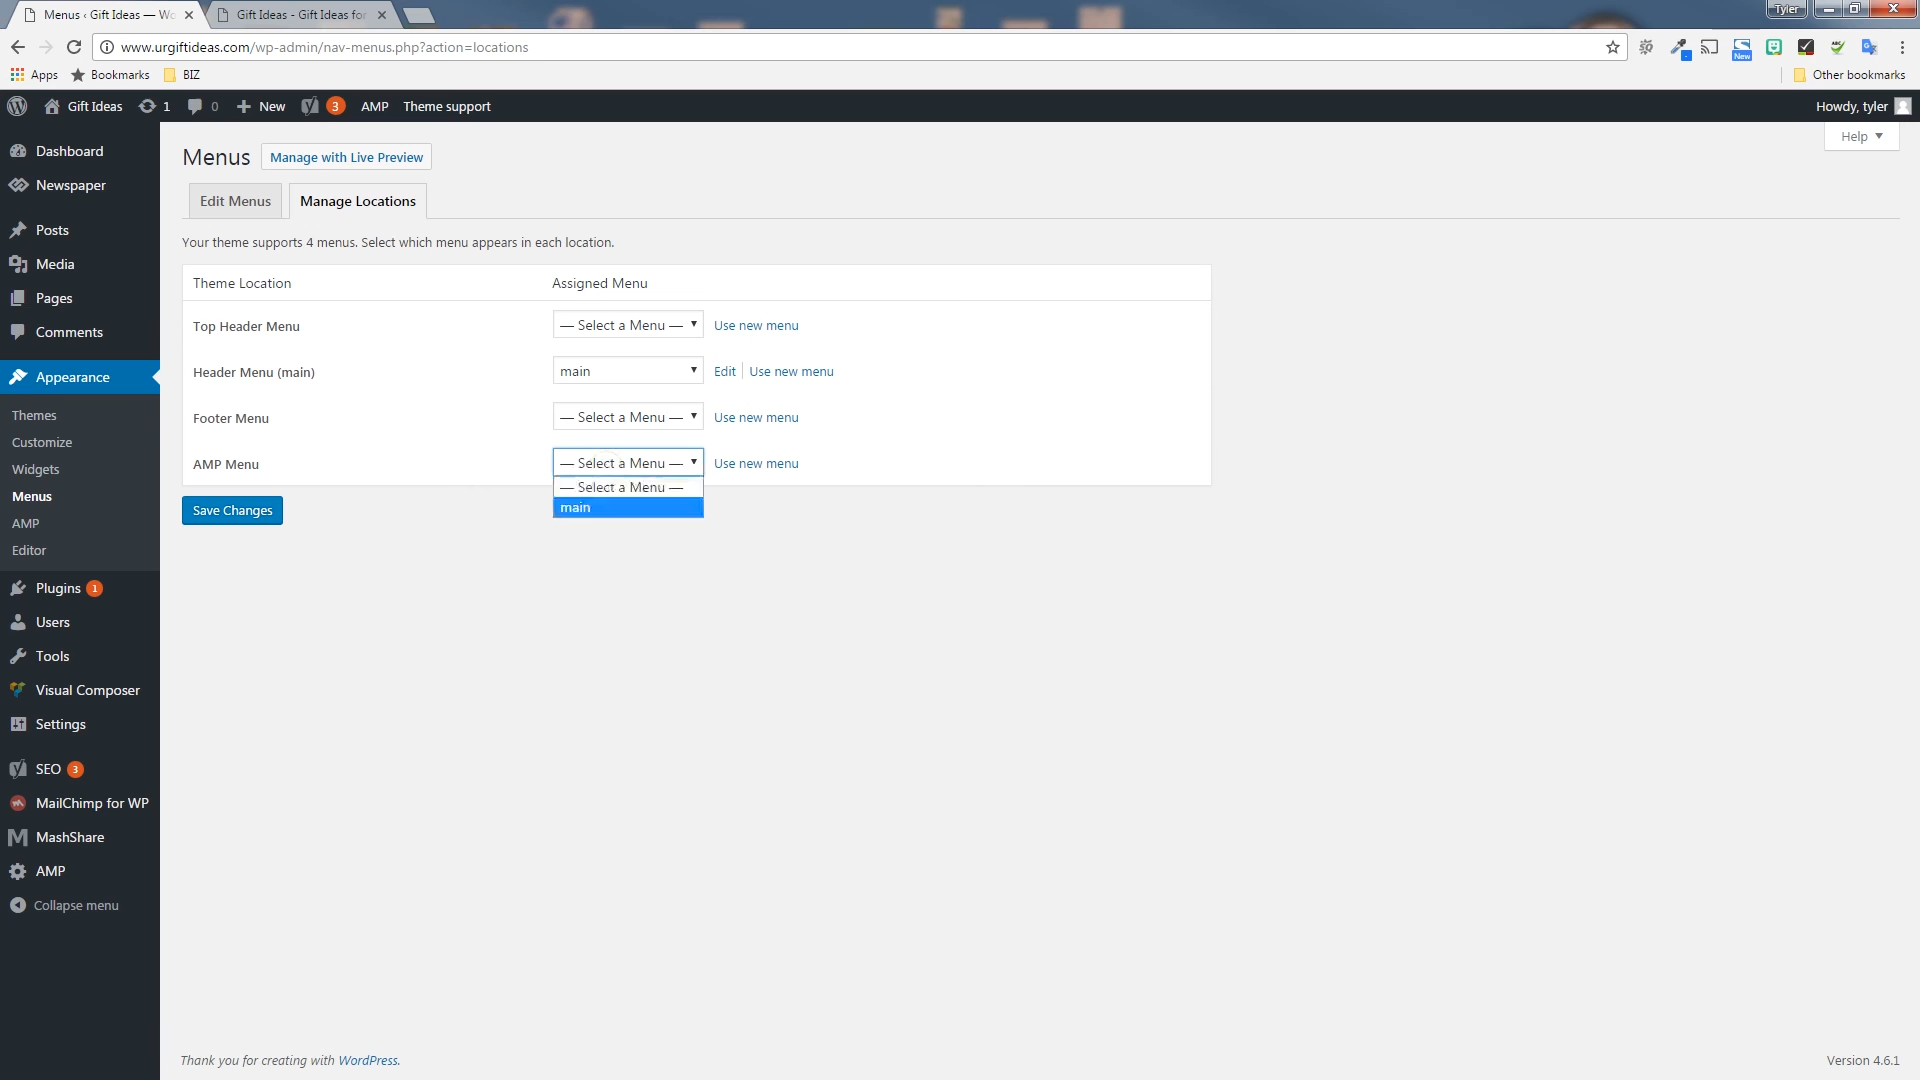 Menus ‹ Gift Ideas — Wo
Gift Ideas - Gift Ideas for
Tyler
www.urgiftideas.com/wp-admin/nav-menus.php?action=locations
New
Apps
Bookmarks
BIZ
Other bookmarks
Gift Ideas
1
0
New
3
AMP
Theme support
Howdy, tyler
Dashboard
Newspaper
Posts
Media
Pages
Comments
Appearance
Themes
Customize
Widgets
Menus
AMP
Editor
Plugins 1
Users
Tools
Visual Composer
Settings
SEO 3
MailChimp for WP
MashShare
AMP
Collapse menu
Help
Menus
Manage with Live Preview
Edit Menus
Manage Locations
Your theme supports 4 menus. Select which menu appears in each location.
Theme Location Assigned Menu
Top Header Menu — Select a Menu — Use new menu
Header Menu (main) main Edit Use new menu
Footer Menu — Select a Menu — Use new menu
AMP Menu — Select a Menu — Use new menu
— Select a Menu —
main
Save Changes
Thank you for creating with WordPress.
Version 4.6.1